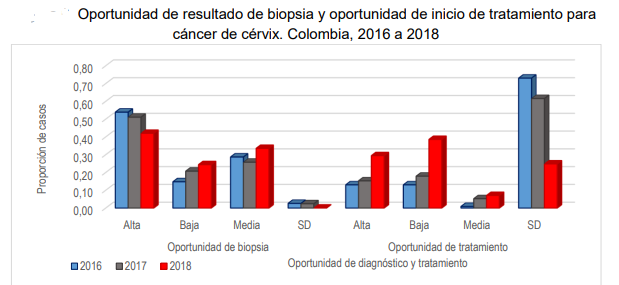 Oportunidad de resultado de biopsia y oportunidad de inicio de tratamiento para
cáncer de cérvix. Colombia, 2016 a 2018
0,80
0,70
0,60
0,50
0,40
0,30
0,20
0,10
0,00
Proporción de casos
Alta Baja Media SD Alta Baja Media SD
Oportunidad de biopsia Oportunidad de tratamiento
Oportunidad de diagnóstico y tratamiento
2016 2017 2018